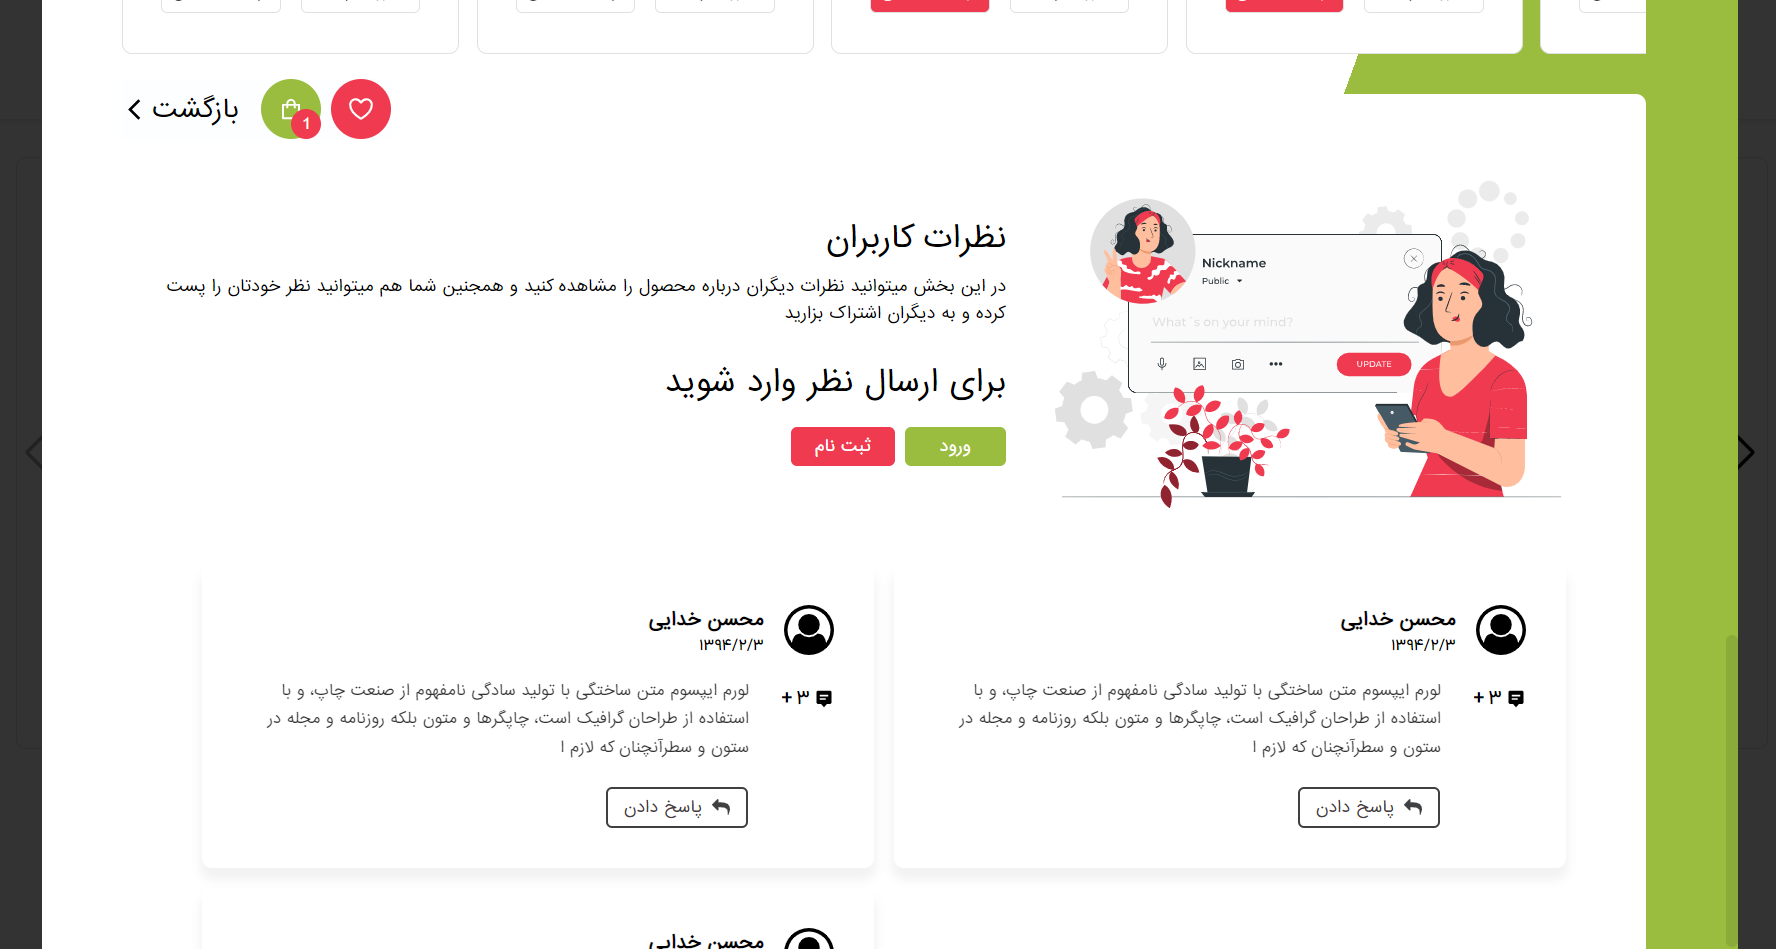 بازگشت
1
نظرات کاربران
در این بخش میتوانید نظرات دیگران درباره محصول را مشاهده کنید و همجنین شما هم میتوانید نظر خودتان را پست
کرده و به دیگران اشتراک بزارید
برای ارسال نظر وارد شوید
ورود
ثبت نام
Nickname
Public
What`s on your mind?
UPDATE
محسن خدایی
۱۳۹۴/۲/۳
۳ +
لورم ایپسوم متن ساختگی با تولید سادگی نامفهوم از صنعت چاپ، و با
استفاده از طراحان گرافیک است، چاپگرها و متون بلکه روزنامه و مجله در
ستون و سطرآنچنان که لازم ا
پاسخ دادن
محسن خدایی
۱۳۹۴/۲/۳
۳ +
لورم ایپسوم متن ساختگی با تولید سادگی نامفهوم از صنعت چاپ، و با
استفاده از طراحان گرافیک است، چاپگرها و متون بلکه روزنامه و مجله در
ستون و سطرآنچنان که لازم ا
پاسخ دادن
محسن خدایی